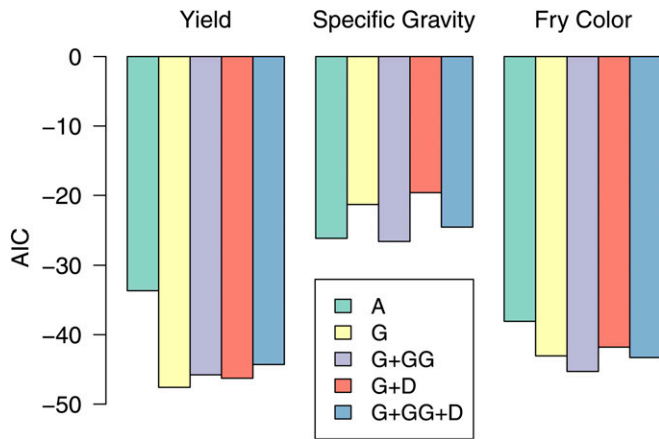 Yield Specific Gravity Fry Color
0
−10
−20
−30
−40
−50
AIC
A
G
G+GG
G+D
G+GG+D